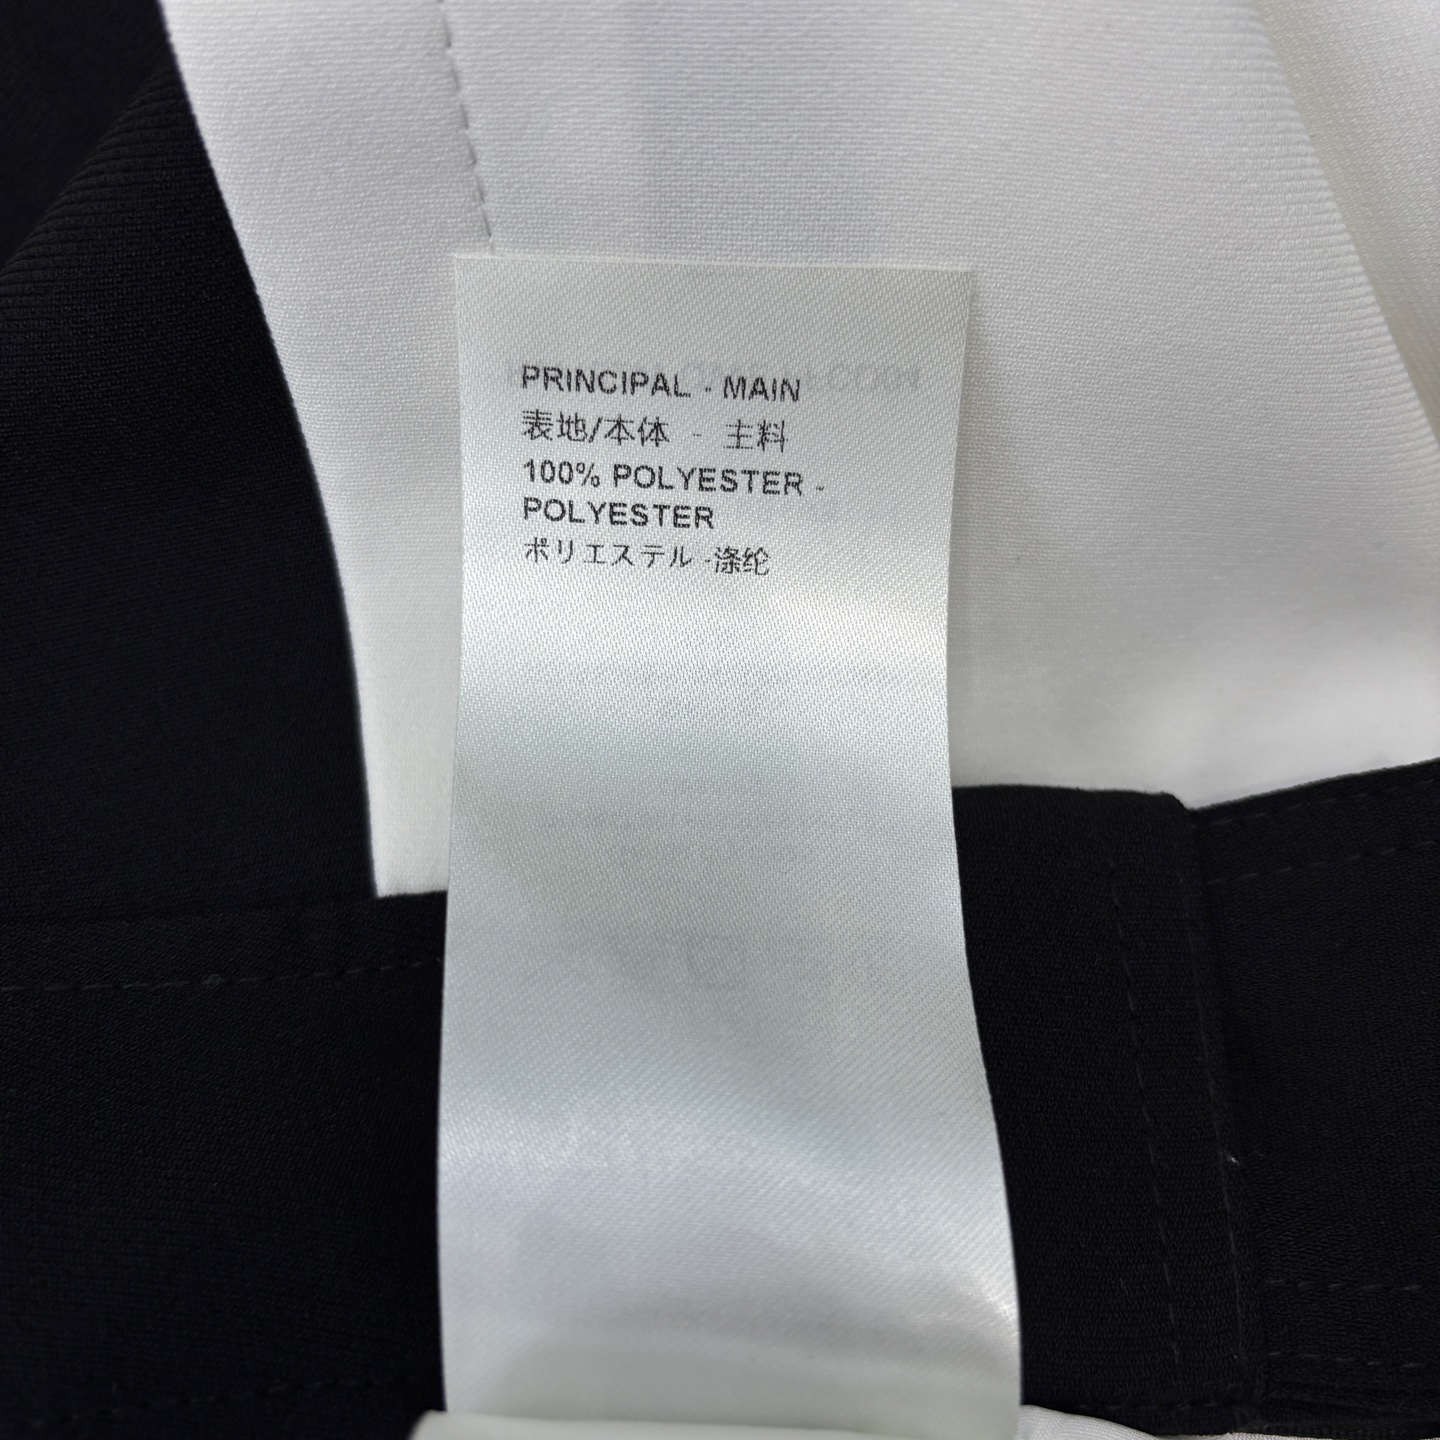 PRINCIPAL - MAIN
表地/本体 - 主料
100% POLYESTER -
POLYESTER
ポリエステル -涤纶